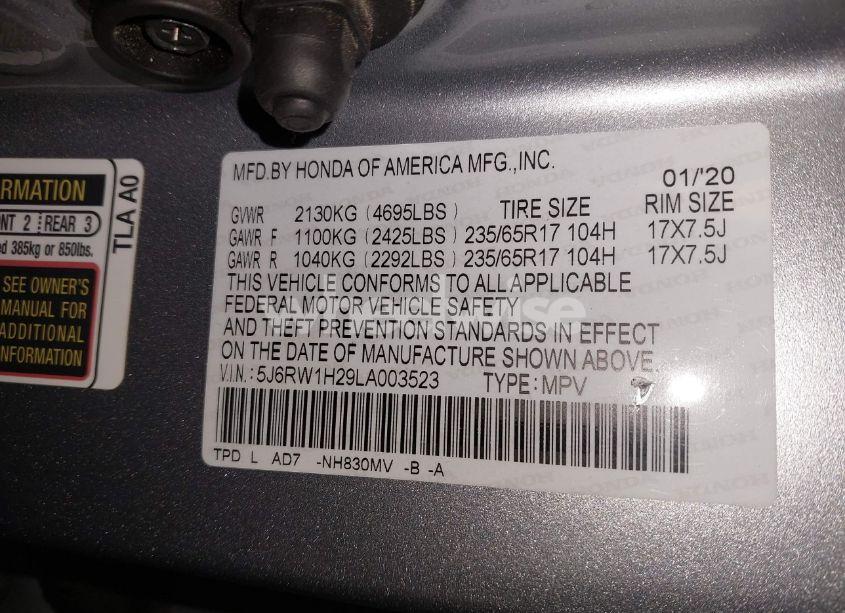 RMATION
NT 2 REAR 3
ed 385kg or 850lbs.
SEE OWNER'S
MANUAL FOR
ADDITIONAL
INFORMATION
TLA A0
MFD.BY HONDA OF AMERICA MFG.,INC.
01/'20
GVWR 2130KG (4695LBS) TIRE SIZE RIM SIZE
GAWR F 1100KG (2425LBS) 235/65R17 104H 17X7.5J
GAWR R 1040KG (2292LBS) 235/65R17 104H 17X7.5J
THIS VEHICLE CONFORMS TO ALL APPLICABLE
FEDERAL MOTOR VEHICLE SAFETY
AND THEFT PREVENTION STANDARDS IN EFFECT
ON THE DATE OF MANUFACTURE SHOWN ABOVE.
V.I.N.: 5J6RW1H29LA003523 TYPE: MPV
TPD L AD7 -NH830MV -B -A